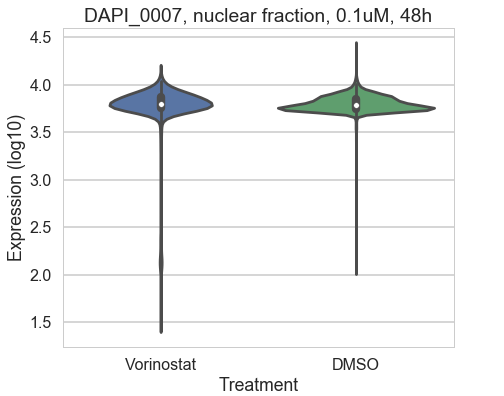 DAPI_0007, nuclear fraction, 0.1uM, 48h
4.5
4.0
3.5
3.0
2.5
2.0
1.5
Expression (log10)
Vorinostat DMSO
Treatment